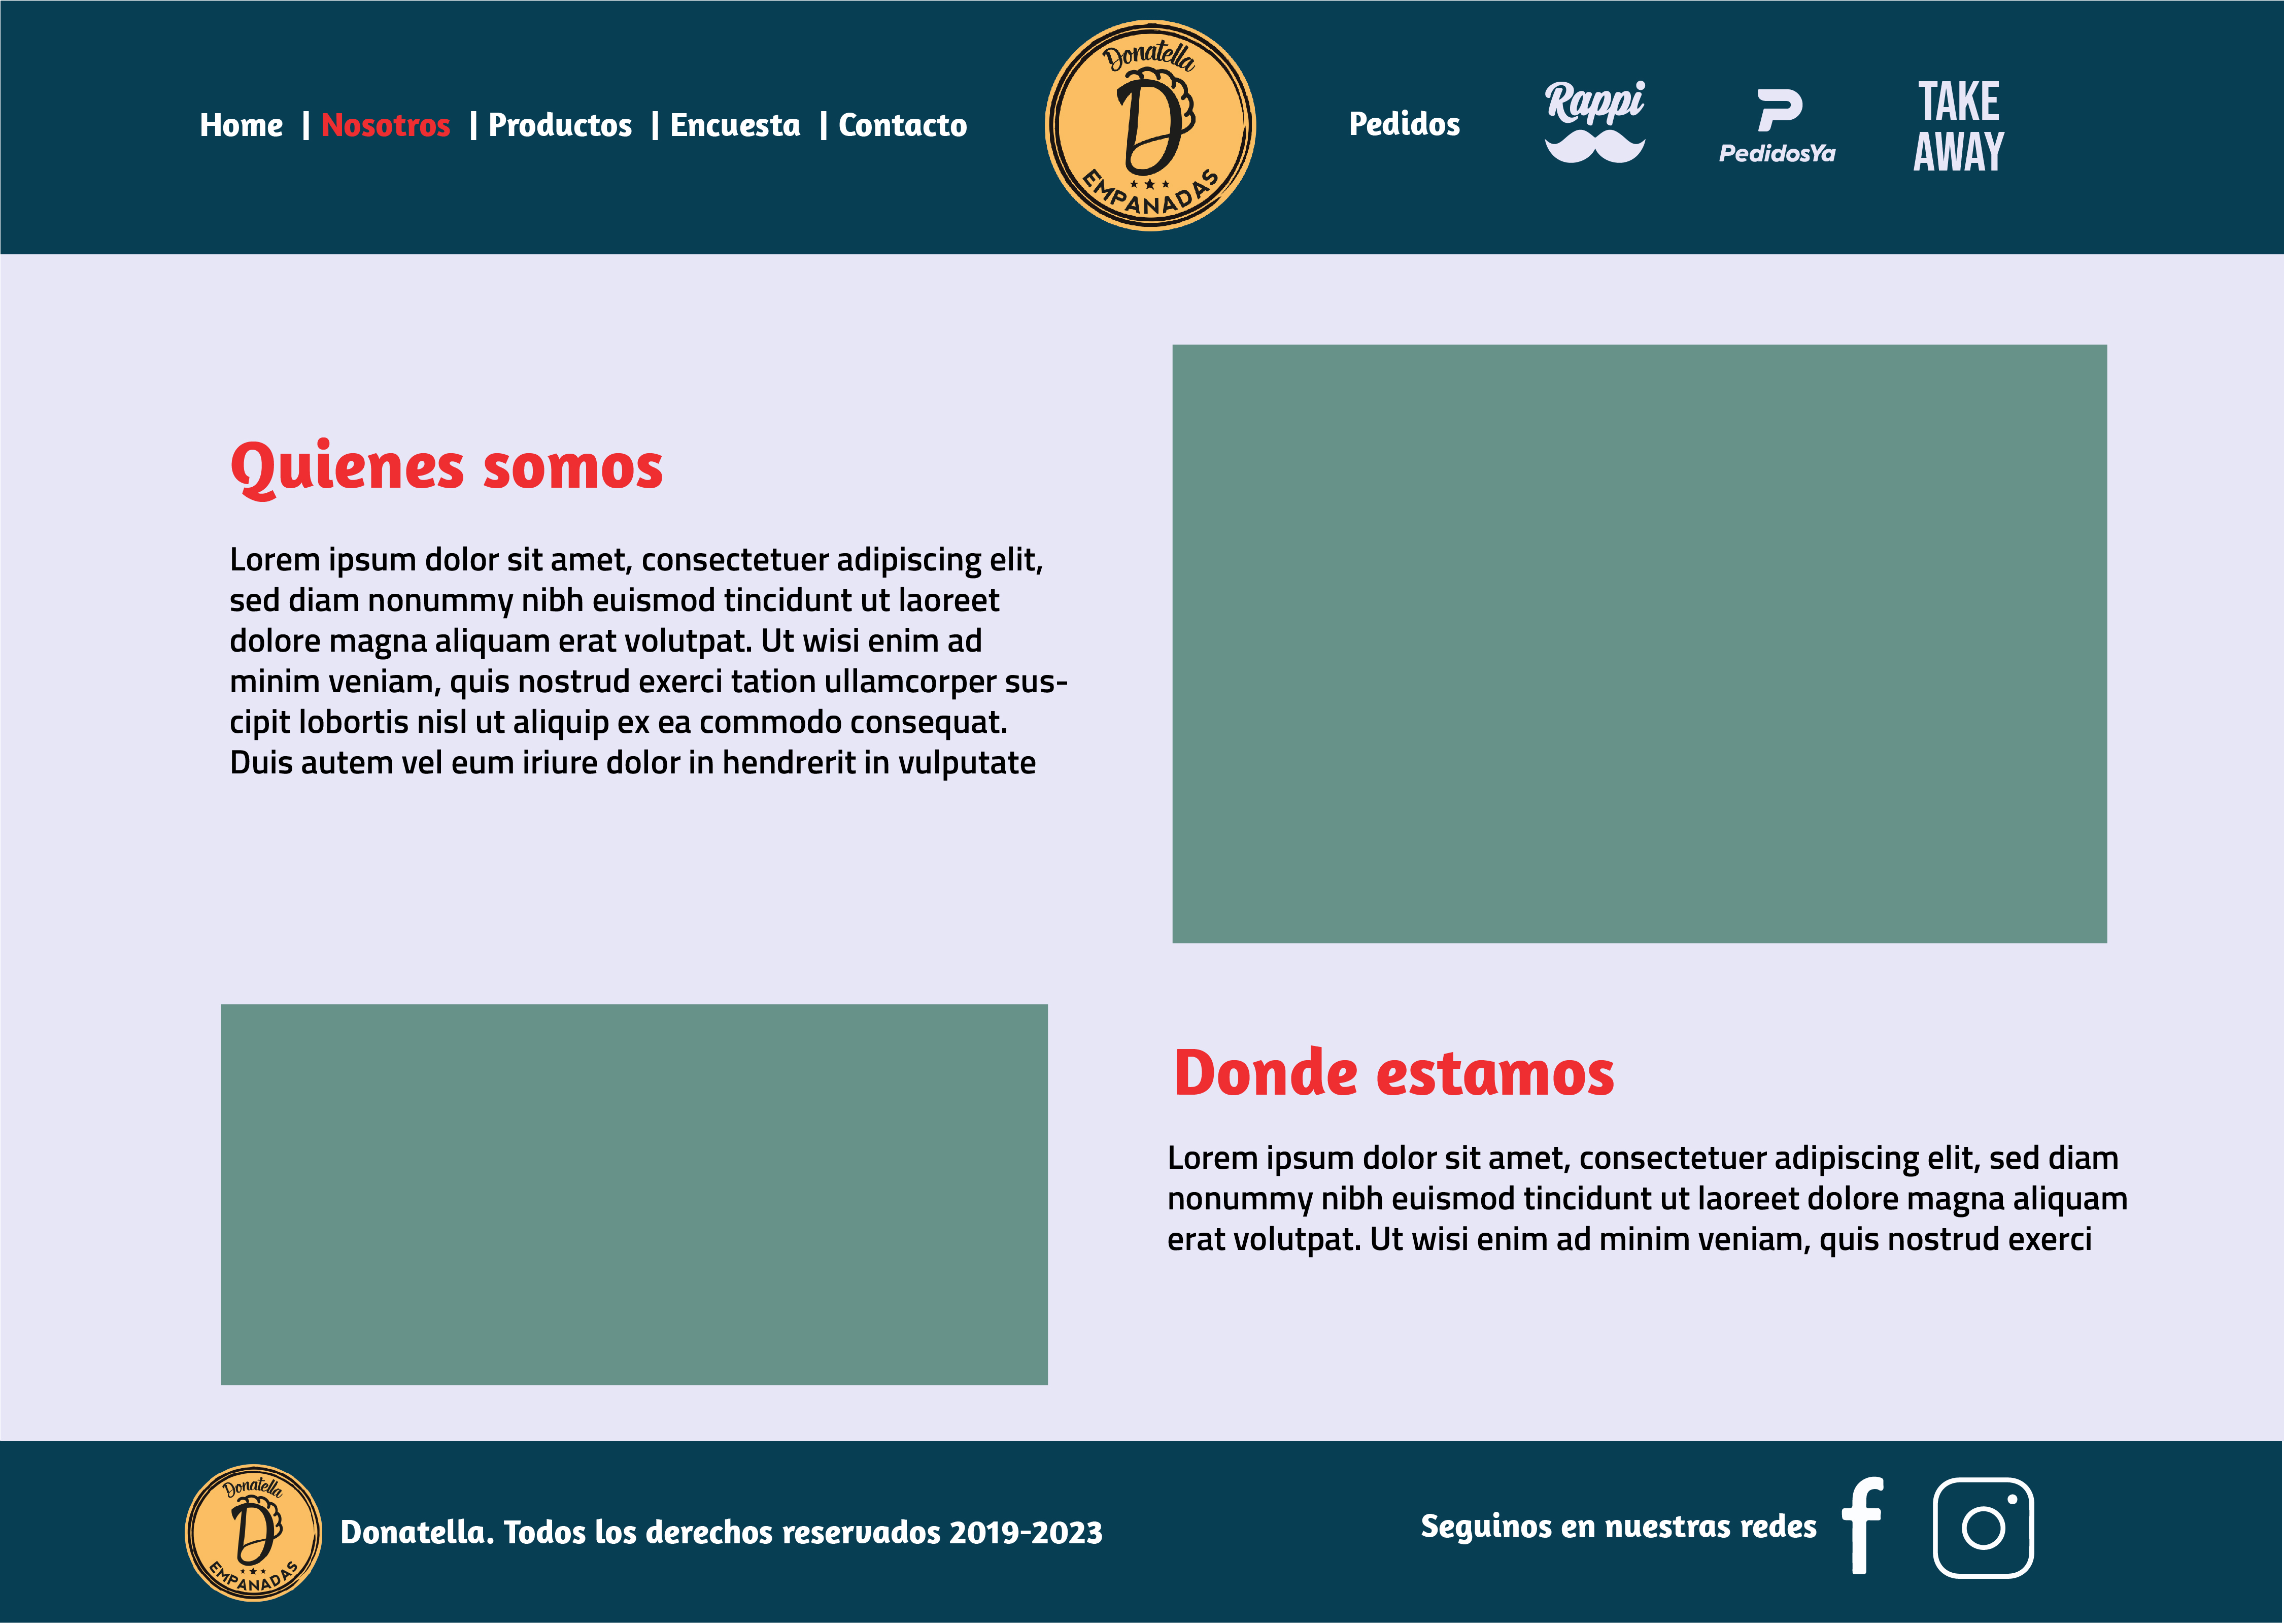 Home | Nosotros | Productos | Encuesta | Contacto
Donatella
D
EMPANADAS
Pedidos
Rappi
PedidosYa
TAKE
AWAY
Quienes somos
Lorem ipsum dolor sit amet, consectetuer adipiscing elit,
sed diam nonummy nibh euismod tincidunt ut laoreet
dolore magna aliquam erat volutpat. Ut wisi enim ad
minim veniam, quis nostrud exerci tation ullamcorper sus-
cipit lobortis nisl ut aliquip ex ea commodo consequat.
Duis autem vel eum iriure dolor in hendrerit in vulputate
Donde estamos
Lorem ipsum dolor sit amet, consectetuer adipiscing elit, sed diam
nonummy nibh euismod tincidunt ut laoreet dolore magna aliquam
erat volutpat. Ut wisi enim ad minim veniam, quis nostrud exerci
Donatella
D
EMPANADAS
Donatella. Todos los derechos reservados 2019-2023
Seguinos en nuestras redes